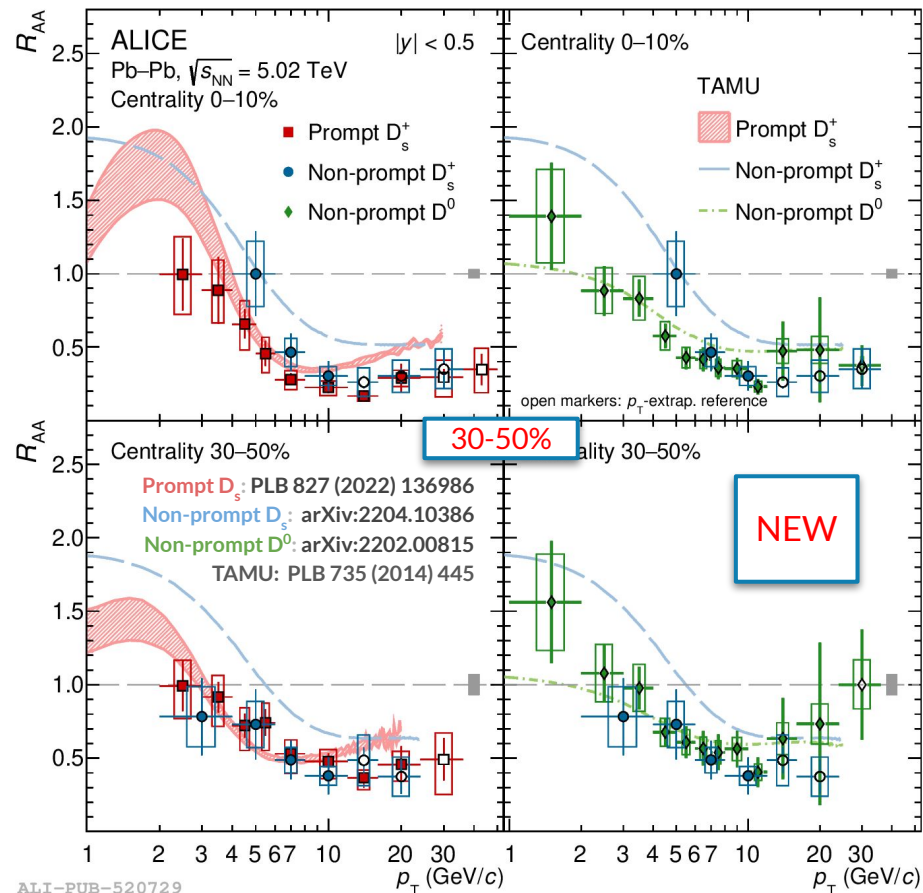 R_AA
2.5
2.0
1.5
1.0
0.5
ALICE
|y| < 0.5
Pb–Pb, √s_NN = 5.02 TeV
Centrality 0–10%
Prompt D_s^+
Non-prompt D_s^+
Non-prompt D^0
Centrality 0–10%
TAMU
Prompt D_s^+
Non-prompt D_s^+
Non-prompt D^0
open markers: p_T-extrap. reference
30-50%
R_AA
2.5
2.0
1.5
1.0
0.5
Centrality 30–50%
Prompt D_s: PLB 827 (2022) 136986
Non-prompt D_s: arXiv:2204.10386
Non-prompt D^0: arXiv:2202.00815
TAMU: PLB 735 (2014) 445
ality 30–50%
NEW
1 2 3 4 5 6 7 10 20 30
p_T (GeV/c)
1 2 3 4 5 6 7 10 20 30
p_T (GeV/c)
ALI-PUB-520729